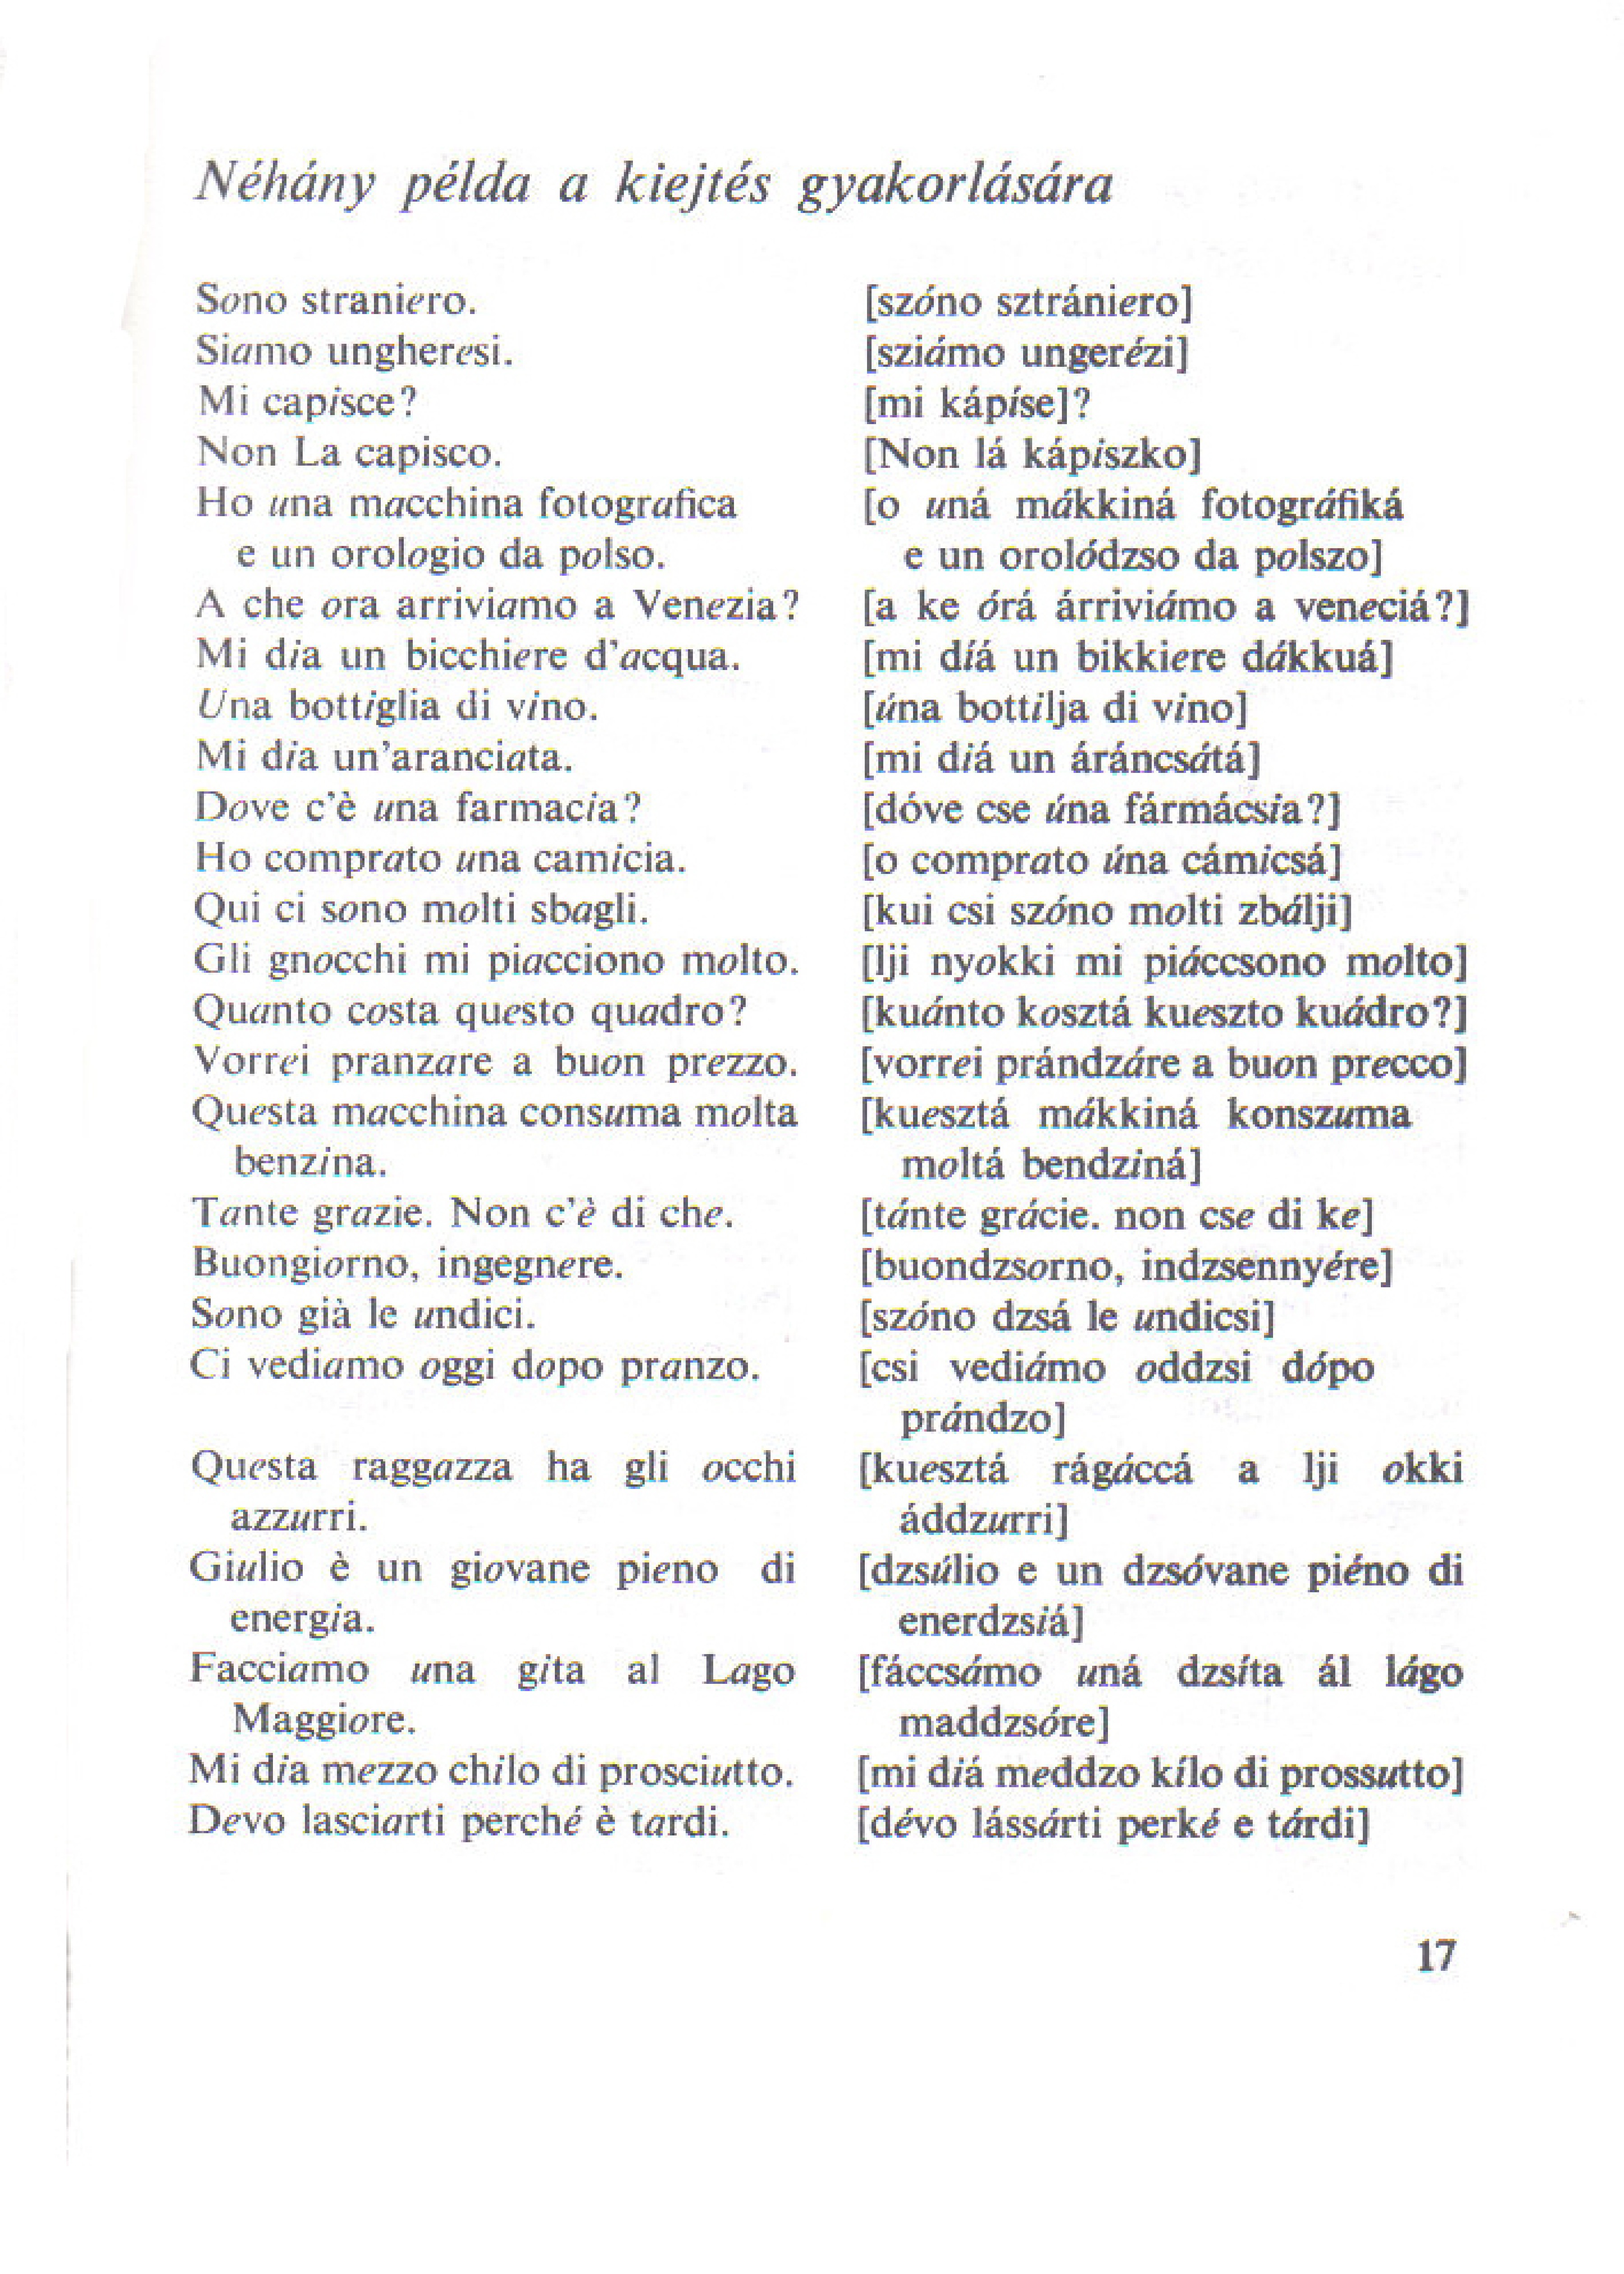 Néhány példa a kiejtés gyakorlására
Sono straniero. [szóno sztrániero]
Siamo ungheresi. [sziámo ungerézi]
Mi capisce? [mi kápíse]?
Non La capisco. [Non lá kápiszko]
Ho una macchina fotografica [o uná mákkiná fotográfiká
e un orologio da polso. e un orolódzso da polszo]
A che ora arriviamo a Venezia? [a ke órá árriviámo a veneciá?]
Mi dia un bicchiere d'acqua. [mi díá un bikkiere dákkuá]
Una bottiglia di vino. [úna bottilja di vino]
Mi dia un'aranciata. [mi diá un áráncsátá]
Dove c'è una farmacia? [dóve cse úna fármácsia?]
Ho comprato una camicia. [o comprato úna cámicsá]
Qui ci sono molti sbagli. [kui csi szóno molti zbálji]
Gli gnocchi mi piacciono molto. [lji nyokki mi piáccsono molto]
Quanto costa questo quadro? [kuánto kosztá kueszto kuádro?]
Vorrei pranzare a buon prezzo. [vorrei prándzáre a buon precco]
Questa macchina consuma molta [kuesztá mákkiná konszuma
benzina. moltá bendziná]
Tante grazie. Non c'è di che. [tánte grácie. non cse di ke]
Buongiorno, ingegnere. [buondzsorno, indzsennyére]
Sono già le undici. [szóno dzsá le undicsi]
Ci vediamo oggi dopo pranzo. [csi vediámo oddzsi dópo
prándzo]
Questa raggazza ha gli occhi [kuesztá rágáccá a lji okki
azzurri. áddzurri]
Giulio è un giovane pieno di [dzsúlio e un dzsóvane piéno di
energia. enerdzsiá]
Facciamo una gita al Lago [fáccsámo uná dzsíta ál lágo
Maggiore. maddzsóre]
Mi dia mezzo chilo di prosciutto. [mi diá meddzo kílo di prossutto]
Devo lasciarti perché è tardi. [dévo lássárti perké e tárdi]
17